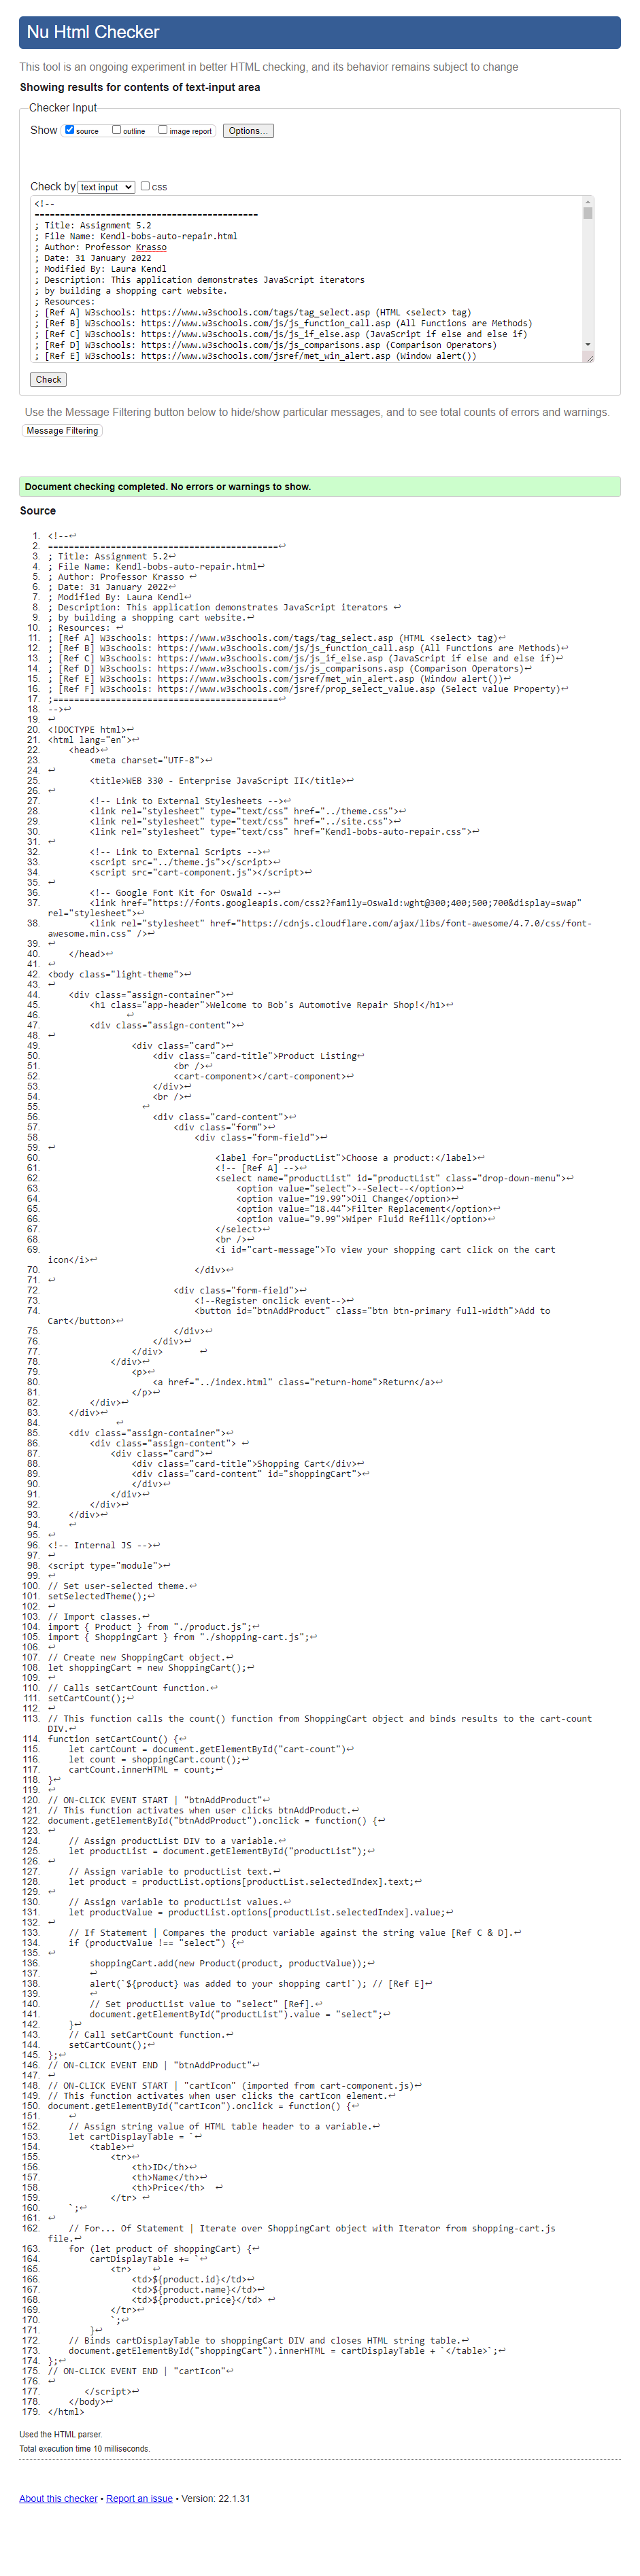 Nu Html Checker
This tool is an ongoing experiment in better HTML checking, and its behavior remains subject to change
Showing results for contents of text-input area
Checker Input
Show source outline image report Options...
Check by text input css
<!--
===========================================
; Title: Assignment 5.2
; File Name: Kendl-bobs-auto-repair.html
; Author: Professor Krasso
; Date: 31 January 2022
; Modified By: Laura Kendl
; Description: This application demonstrates JavaScript iterators
; by building a shopping cart website.
; Resources:
; [Ref A] W3schools: https://www.w3schools.com/tags/tag_select.asp (HTML <select> tag)
; [Ref B] W3schools: https://www.w3schools.com/js/js_function_call.asp (All Functions are Methods)
; [Ref C] W3schools: https://www.w3schools.com/js/js_if_else.asp (JavaScript if else and else if)
; [Ref D] W3schools: https://www.w3schools.com/js/js_comparisons.asp (Comparison Operators)
; [Ref E] W3schools: https://www.w3schools.com/jsref/met_win_alert.asp (Window alert())
Check
Use the Message Filtering button below to hide/show particular messages, and to see total counts of errors and warnings.
Message Filtering
Document checking completed. No errors or warnings to show.
Source
1. <!--↩
2. ============================================↩
3. ; Title: Assignment 5.2↩
4. ; File Name: Kendl-bobs-auto-repair.html↩
5. ; Author: Professor Krasso ↩
6. ; Date: 31 January 2022↩
7. ; Modified By: Laura Kendl↩
8. ; Description: This application demonstrates JavaScript iterators ↩
9. ; by building a shopping cart website.↩
10. ; Resources: ↩
11. ; [Ref A] W3schools: https://www.w3schools.com/tags/tag_select.asp (HTML <select> tag)↩
12. ; [Ref B] W3schools: https://www.w3schools.com/js/js_function_call.asp (All Functions are Methods)↩
13. ; [Ref C] W3schools: https://www.w3schools.com/js/js_if_else.asp (JavaScript if else and else if)↩
14. ; [Ref D] W3schools: https://www.w3schools.com/js/js_comparisons.asp (Comparison Operators)↩
15. ; [Ref E] W3schools: https://www.w3schools.com/jsref/met_win_alert.asp (Window alert())↩
16. ; [Ref F] W3schools: https://www.w3schools.com/jsref/prop_select_value.asp (Select value Property)↩
17. ;===========================================↩
18. -->↩
19. ↩
20. <!DOCTYPE html>↩
21. <html lang="en">↩
22. <head>↩
23. <meta charset="UTF-8">↩
24. ↩
25. <title>WEB 330 - Enterprise JavaScript II</title>↩
26. ↩
27. <!-- Link to External Stylesheets -->↩
28. <link rel="stylesheet" type="text/css" href="../theme.css">↩
29. <link rel="stylesheet" type="text/css" href="../site.css">↩
30. <link rel="stylesheet" type="text/css" href="Kendl-bobs-auto-repair.css">↩
31. ↩
32. <!-- Link to External Scripts -->↩
33. <script src="../theme.js"></script>↩
34. <script src="cart-component.js"></script>↩
35. ↩
36. <!-- Google Font Kit for Oswald -->↩
37. <link href="https://fonts.googleapis.com/css2?family=Oswald:wght@300;400;500;700&display=swap"
rel="stylesheet">↩
38. <link rel="stylesheet" href="https://cdnjs.cloudflare.com/ajax/libs/font-awesome/4.7.0/css/font-
awesome.min.css" />↩
39. ↩
40. </head>↩
41. ↩
42. <body class="light-theme">↩
43. ↩
44. <div class="assign-container">↩
45. <h1 class="app-header">Welcome to Bob's Automotive Repair Shop!</h1>↩
46. ↩
47. <div class="assign-content">↩
48. ↩
49. <div class="card">↩
50. <div class="card-title">Product Listing↩
51. <br />↩
52. <cart-component></cart-component>↩
53. </div>↩
54. <br />↩
55. ↩
56. <div class="card-content">↩
57. <div class="form">↩
58. <div class="form-field">↩
59. ↩
60. <label for="productList">Choose a product:</label>↩
61. <!-- [Ref A] -->↩
62. <select name="productList" id="productList" class="drop-down-menu">↩
63. <option value="select">--Select--</option>↩
64. <option value="19.99">Oil Change</option>↩
65. <option value="18.44">Filter Replacement</option>↩
66. <option value="9.99">Wiper Fluid Refill</option>↩
67. </select>↩
68. <br />↩
69. <i id="cart-message">To view your shopping cart click on the cart
icon</i>↩
70. </div>↩
71. ↩
72. <div class="form-field">↩
73. <!--Register onclick event-->↩
74. <button id="btnAddProduct" class="btn btn-primary full-width">Add to
Cart</button>↩
75. </div>↩
76. </div>↩
77. </div> ↩
78. </div>↩
79. <p>↩
80. <a href="../index.html" class="return-home">Return</a>↩
81. </p>↩
82. </div>↩
83. </div>↩
84. ↩
85. <div class="assign-container">↩
86. <div class="assign-content"> ↩
87. <div class="card">↩
88. <div class="card-title">Shopping Cart</div>↩
89. <div class="card-content" id="shoppingCart">↩
90. </div>↩
91. </div>↩
92. </div>↩
93. </div>↩
94. ↩
95. ↩
96. <!-- Internal JS -->↩
97. ↩
98. <script type="module">↩
99. ↩
100. // Set user-selected theme.↩
101. setSelectedTheme();↩
102. ↩
103. // Import classes.↩
104. import { Product } from "./product.js";↩
105. import { ShoppingCart } from "./shopping-cart.js";↩
106. ↩
107. // Create new ShoppingCart object.↩
108. let shoppingCart = new ShoppingCart();↩
109. ↩
110. // Calls setCartCount function.↩
111. setCartCount();↩
112. ↩
113. // This function calls the count() function from ShoppingCart object and binds results to the cart-count
DIV.↩
114. function setCartCount() {↩
115. let cartCount = document.getElementById("cart-count")↩
116. let count = shoppingCart.count();↩
117. cartCount.innerHTML = count;↩
118. }↩
119. ↩
120. // ON-CLICK EVENT START | "btnAddProduct"↩
121. // This function activates when user clicks btnAddProduct.↩
122. document.getElementById("btnAddProduct").onclick = function() {↩
123. ↩
124. // Assign productList DIV to a variable.↩
125. let productList = document.getElementById("productList");↩
126. ↩
127. // Assign variable to productList text.↩
128. let product = productList.options[productList.selectedIndex].text;↩
129. ↩
130. // Assign variable to productList values.↩
131. let productValue = productList.options[productList.selectedIndex].value;↩
132. ↩
133. // If Statement | Compares the product variable against the string value [Ref C & D].↩
134. if (productValue !== "select") {↩
135. ↩
136. shoppingCart.add(new Product(product, productValue));↩
137. ↩
138. alert(`${product} was added to your shopping cart!`); // [Ref E]↩
139. ↩
140. // Set productList value to "select" [Ref].↩
141. document.getElementById("productList").value = "select";↩
142. }↩
143. // Call setCartCount function.↩
144. setCartCount();↩
145. };↩
146. // ON-CLICK EVENT END | "btnAddProduct"↩
147. ↩
148. // ON-CLICK EVENT START | "cartIcon" (imported from cart-component.js)↩
149. // This function activates when user clicks the cartIcon element.↩
150. document.getElementById("cartIcon").onclick = function() {↩
151. ↩
152. // Assign string value of HTML table header to a variable.↩
153. let cartDisplayTable = `↩
154. <table>↩
155. <tr>↩
156. <th>ID</th>↩
157. <th>Name</th>↩
158. <th>Price</th> ↩
159. </tr> ↩
160. `;↩
161. ↩
162. // For... Of Statement | Iterate over ShoppingCart object with Iterator from shopping-cart.js
file.↩
163. for (let product of shoppingCart) {↩
164. cartDisplayTable += `↩
165. <tr> ↩
166. <td>${product.id}</td>↩
167. <td>${product.name}</td>↩
168. <td>${product.price}</td> ↩
169. </tr>↩
170. `;↩
171. }↩
172. // Binds cartDisplayTable to shoppingCart DIV and closes HTML string table.↩
173. document.getElementById("shoppingCart").innerHTML = cartDisplayTable + `</table>`;↩
174. };↩
175. // ON-CLICK EVENT END | "cartIcon"↩
176. ↩
177. </script>↩
178. </body>↩
179. </html>
Used the HTML parser.
Total execution time 10 milliseconds.
About this checker • Report an issue • Version: 22.1.31